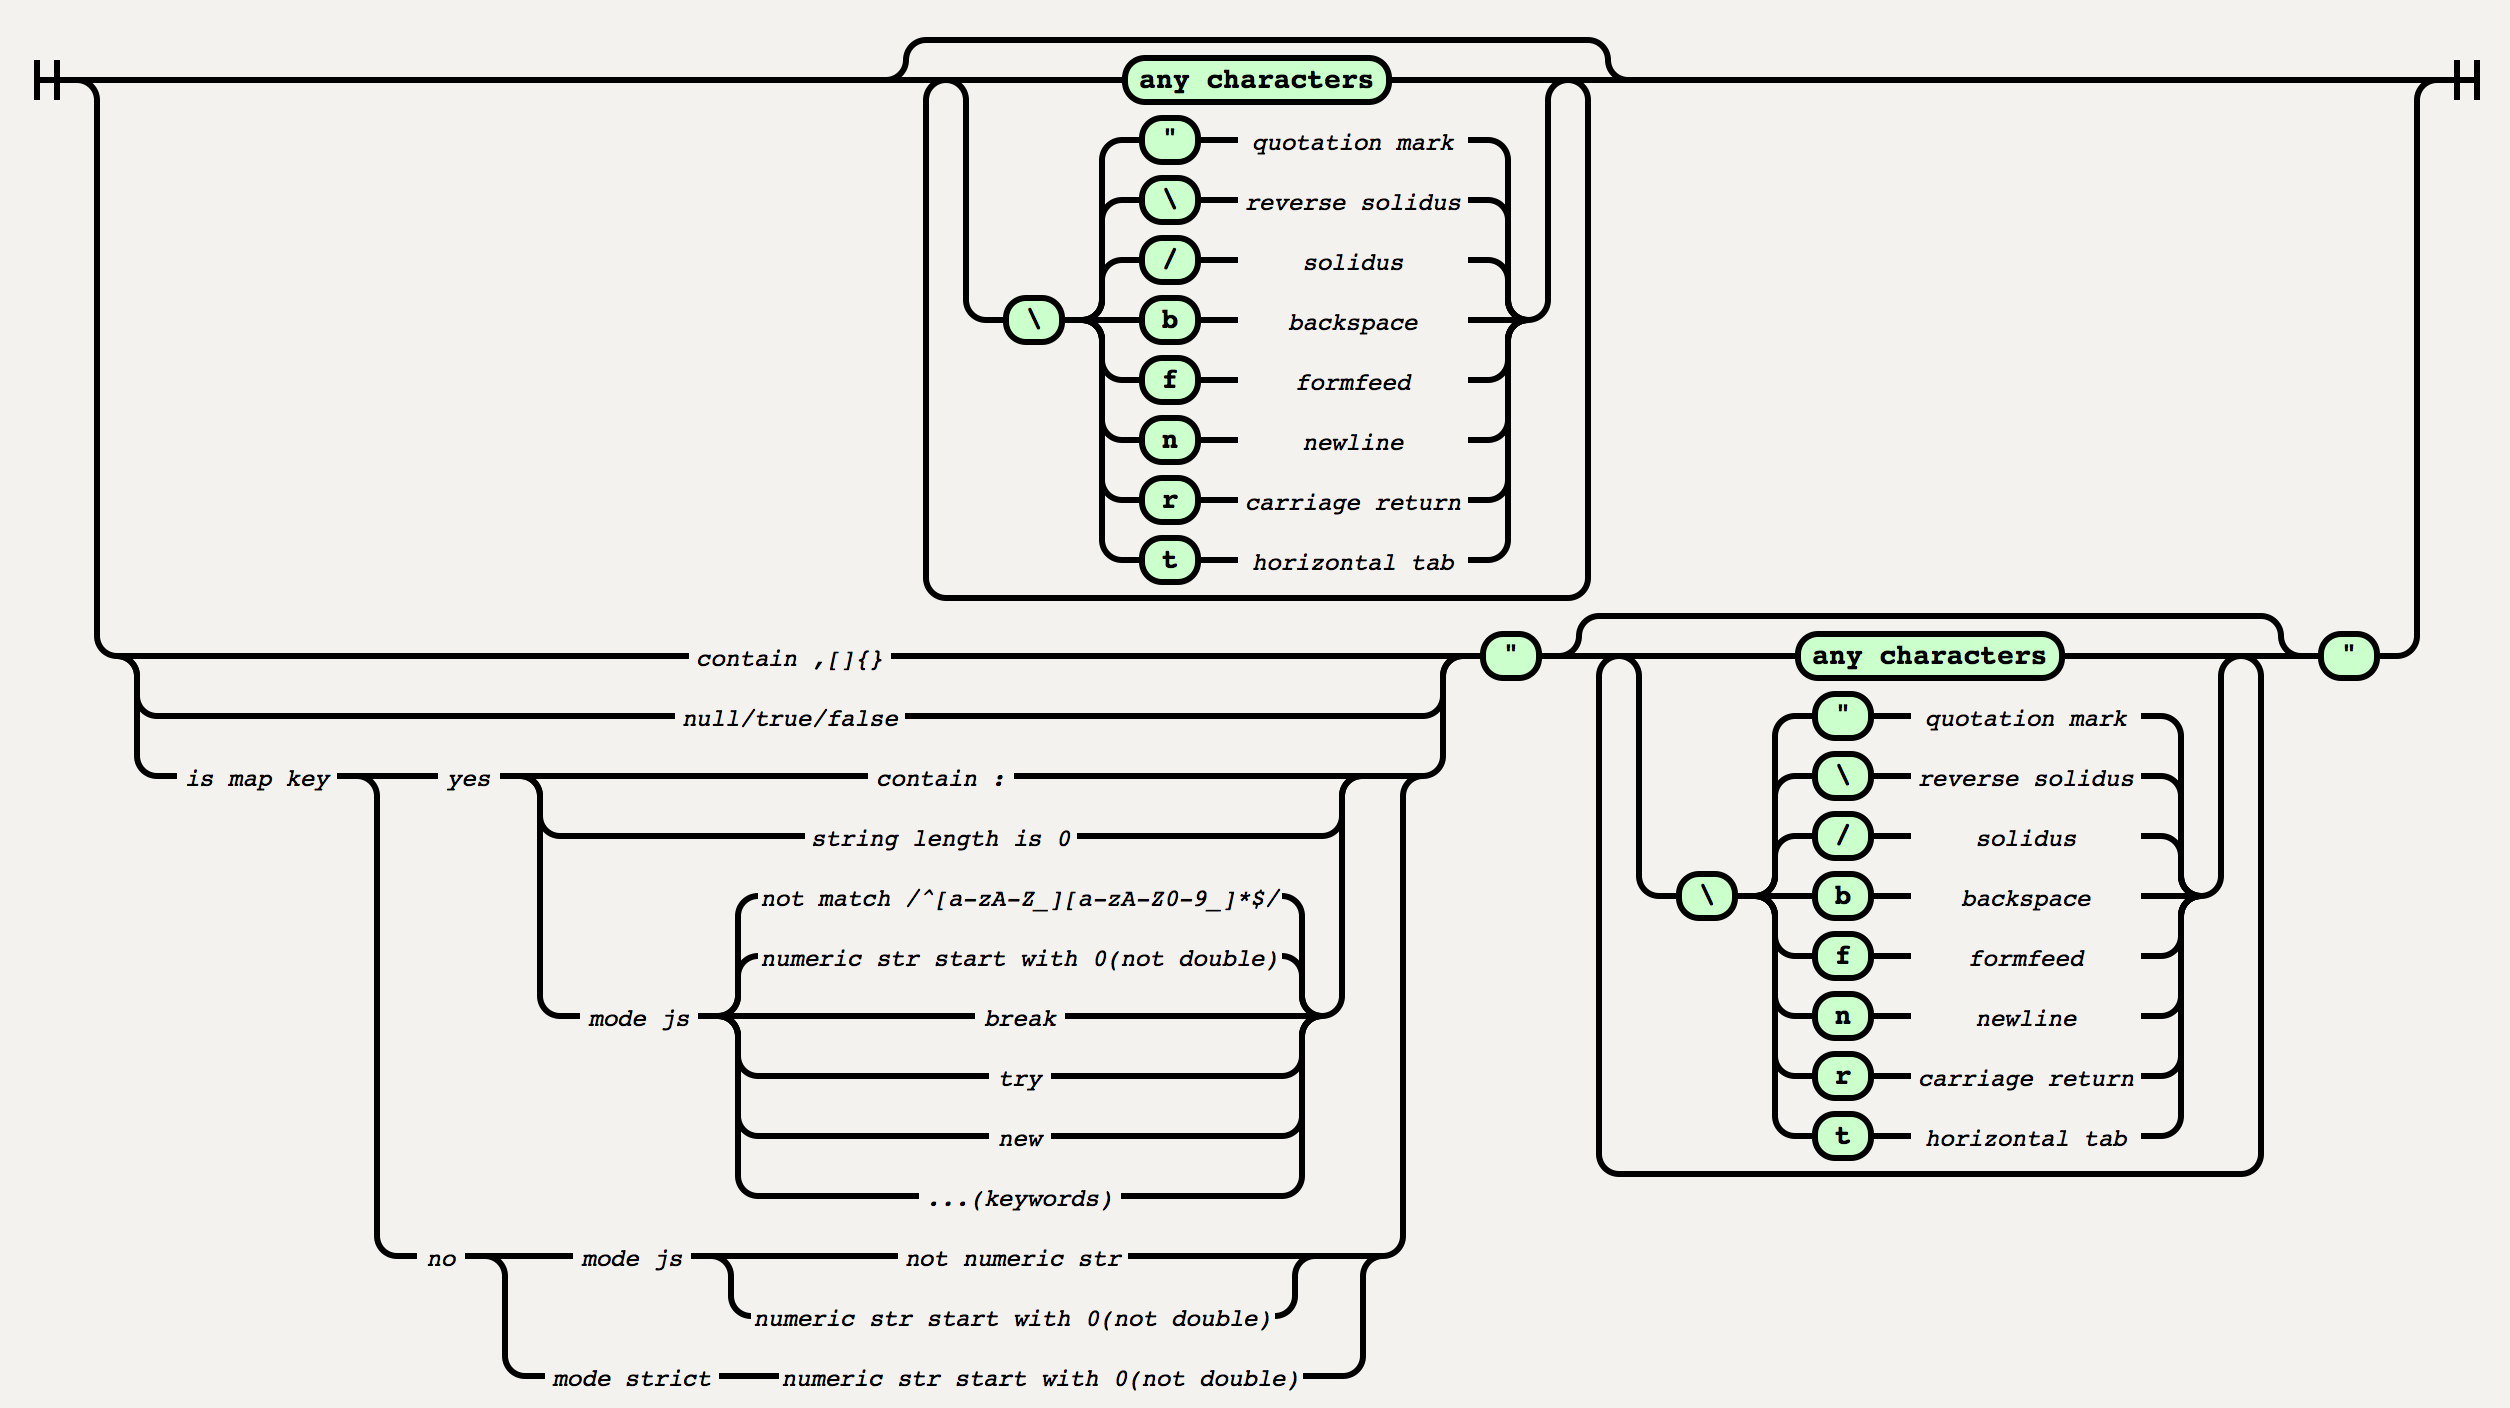 any characters
" quotation mark
\ reverse solidus
/ solidus
\ b backspace
f formfeed
n newline
r carriage return
t horizontal tab
contain ,[]{} " any characters "
null/true/false " quotation mark
is map key yes contain : \ reverse solidus
string length is 0 / solidus
not match /^[a-zA-Z_][a-zA-Z0-9_]*$/ \ b backspace
numeric str start with 0(not double) f formfeed
mode js break n newline
try r carriage return
new t horizontal tab
...(keywords)
no mode js not numeric str
numeric str start with 0(not double)
mode strict numeric str start with 0(not double)